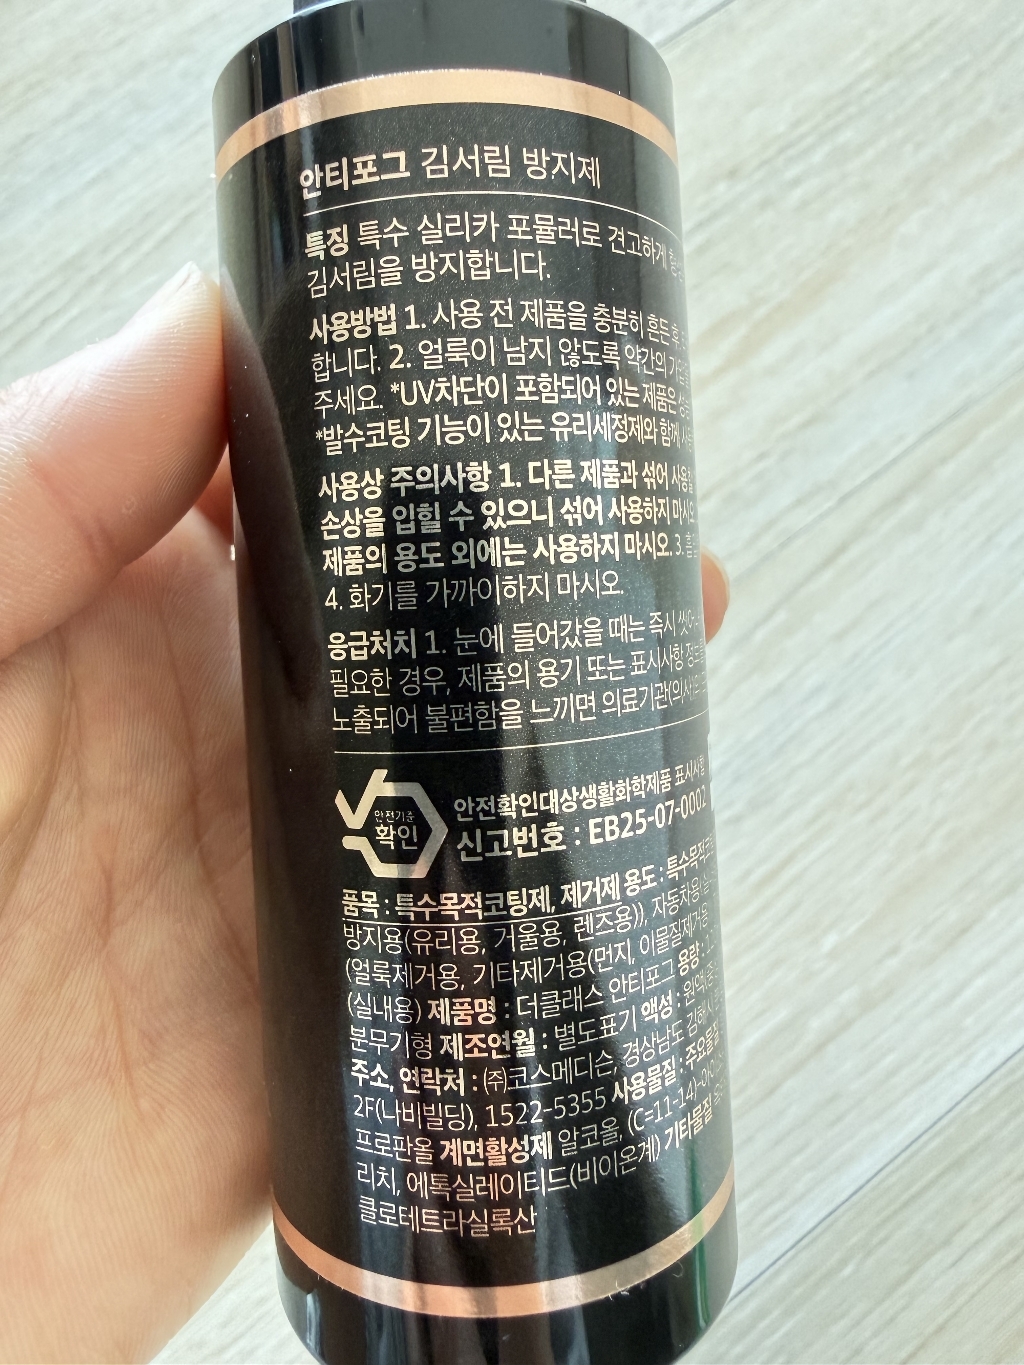 안티포그 김서림 방지제
특징 특수 실리카 포뮬러로 견고하게
김서림을 방지합니다.
사용방법 1. 사용 전 제품을 충분히 흔든 후
합니다. 2. 얼룩이 남지 않도록 약간의
주세요. *UV차단이 포함되어 있는 제품은
*발수코팅 기능이 있는 유리세정제와 함께
사용상 주의사항 1. 다른 제품과 섞어
손상을 입힐 수 있으니 섞어 사용하지 마시오.
제품의 용도 외에는 사용하지 마시오. 3.
4. 화기를 가까이하지 마시오.
응급처치 1. 눈에 들어갔을 때는 즉시
필요한 경우, 제품의 용기 또는 표시사항
노출되어 불편함을 느끼면 의료기관(의사)
안전기준
확인
안전확인대상생활화학제품 표시사항
신고번호 : EB25-07-0002
품목 : 특수목적코팅제, 제거제 용도 :
방지용(유리용, 거울용, 렌즈용)), 자동차용
(얼룩제거용, 기타제거용(먼지, 이물질제거용
(실내용) 제품명 : 더클래스 안티포그 용량 :
분무기형 제조연월 : 별도표기 액성 :
주소, 연락처 : ㈜코스메디슨, 경상남도
2F(나비빌딩), 1522-5355 사용물질 : 주요물질
프로판올 계면활성제 알코올, (C=11-14)-아이소
리치, 에톡실레이티드(비이온계) 기타물질
클로테트라실록산